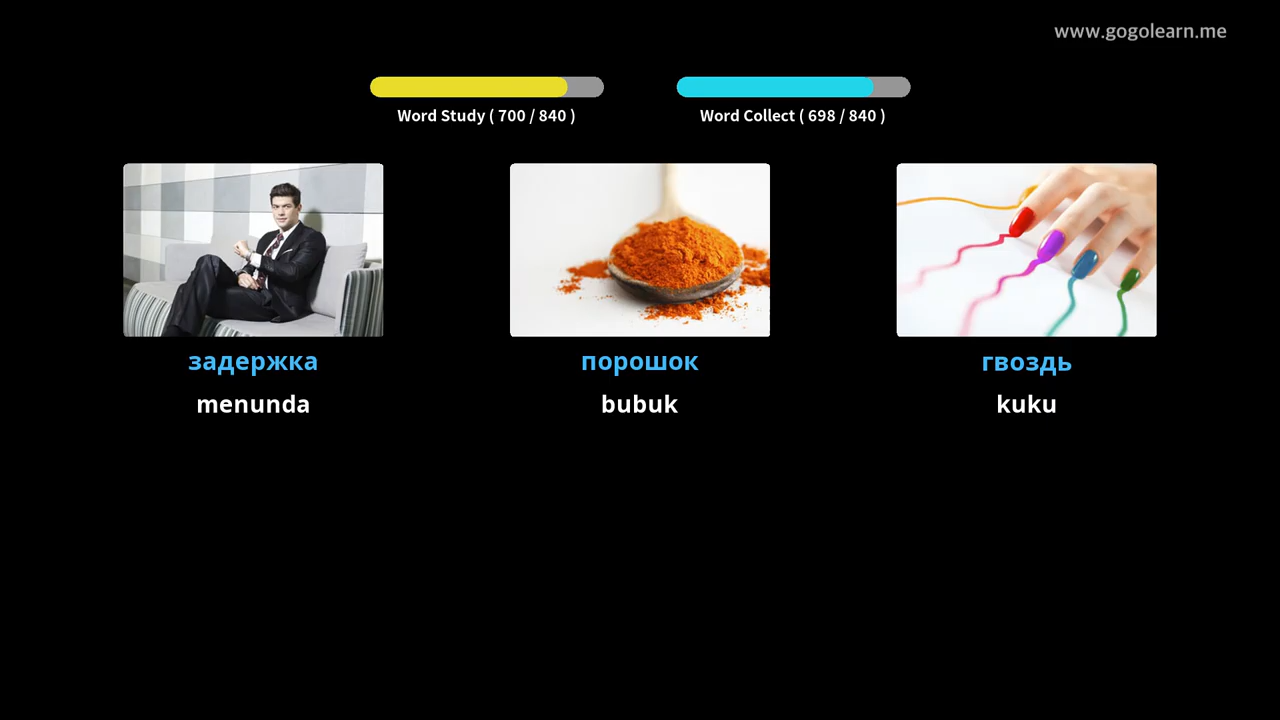 www.gogolearn.me
Word Study ( 700 / 840 )
Word Collect ( 698 / 840 )
задержка
menunda
порошок
bubuk
гвоздь
kuku